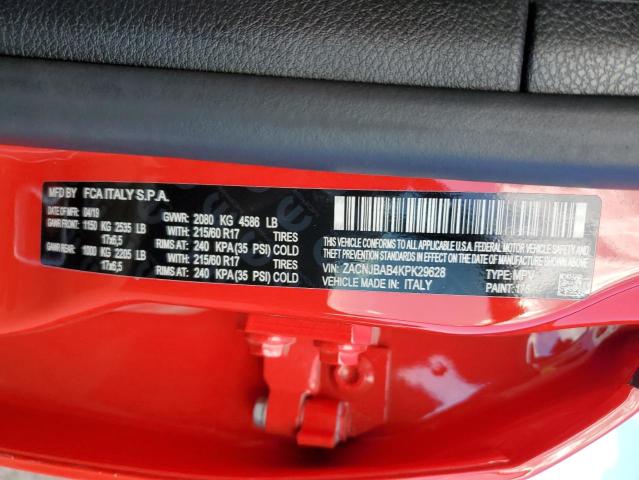 MFD BY FCA ITALY S.P.A.
MFD DATE: 04/19 GVWR: 2080 KG 4586 LB
GAWR FRONT: 1150 KG 2535 LB WITH 215/60 R17 TIRES
17x6,5 RIMS AT: 240 KPA (35 PSI) COLD
GAWR REAR: 1000 KG 2205 LB WITH 215/60 R17 TIRES
17x6,5 RIMS AT: 240 KPA (35 PSI) COLD
THIS VEHICLE CONFORMS TO ALL APPLICABLE U.S.A. FEDERAL MOTOR VEHICLE SAFETY, BUMPER AND
THEFT PREVENTION STANDARDS IN EFFECT ON THE DATE OF MANUFACTURE SHOWN ABOVE.
VIN: ZACNJBAB4KPK29628 TYPE: MPV
VEHICLE MADE IN: ITALY PAINT: 176